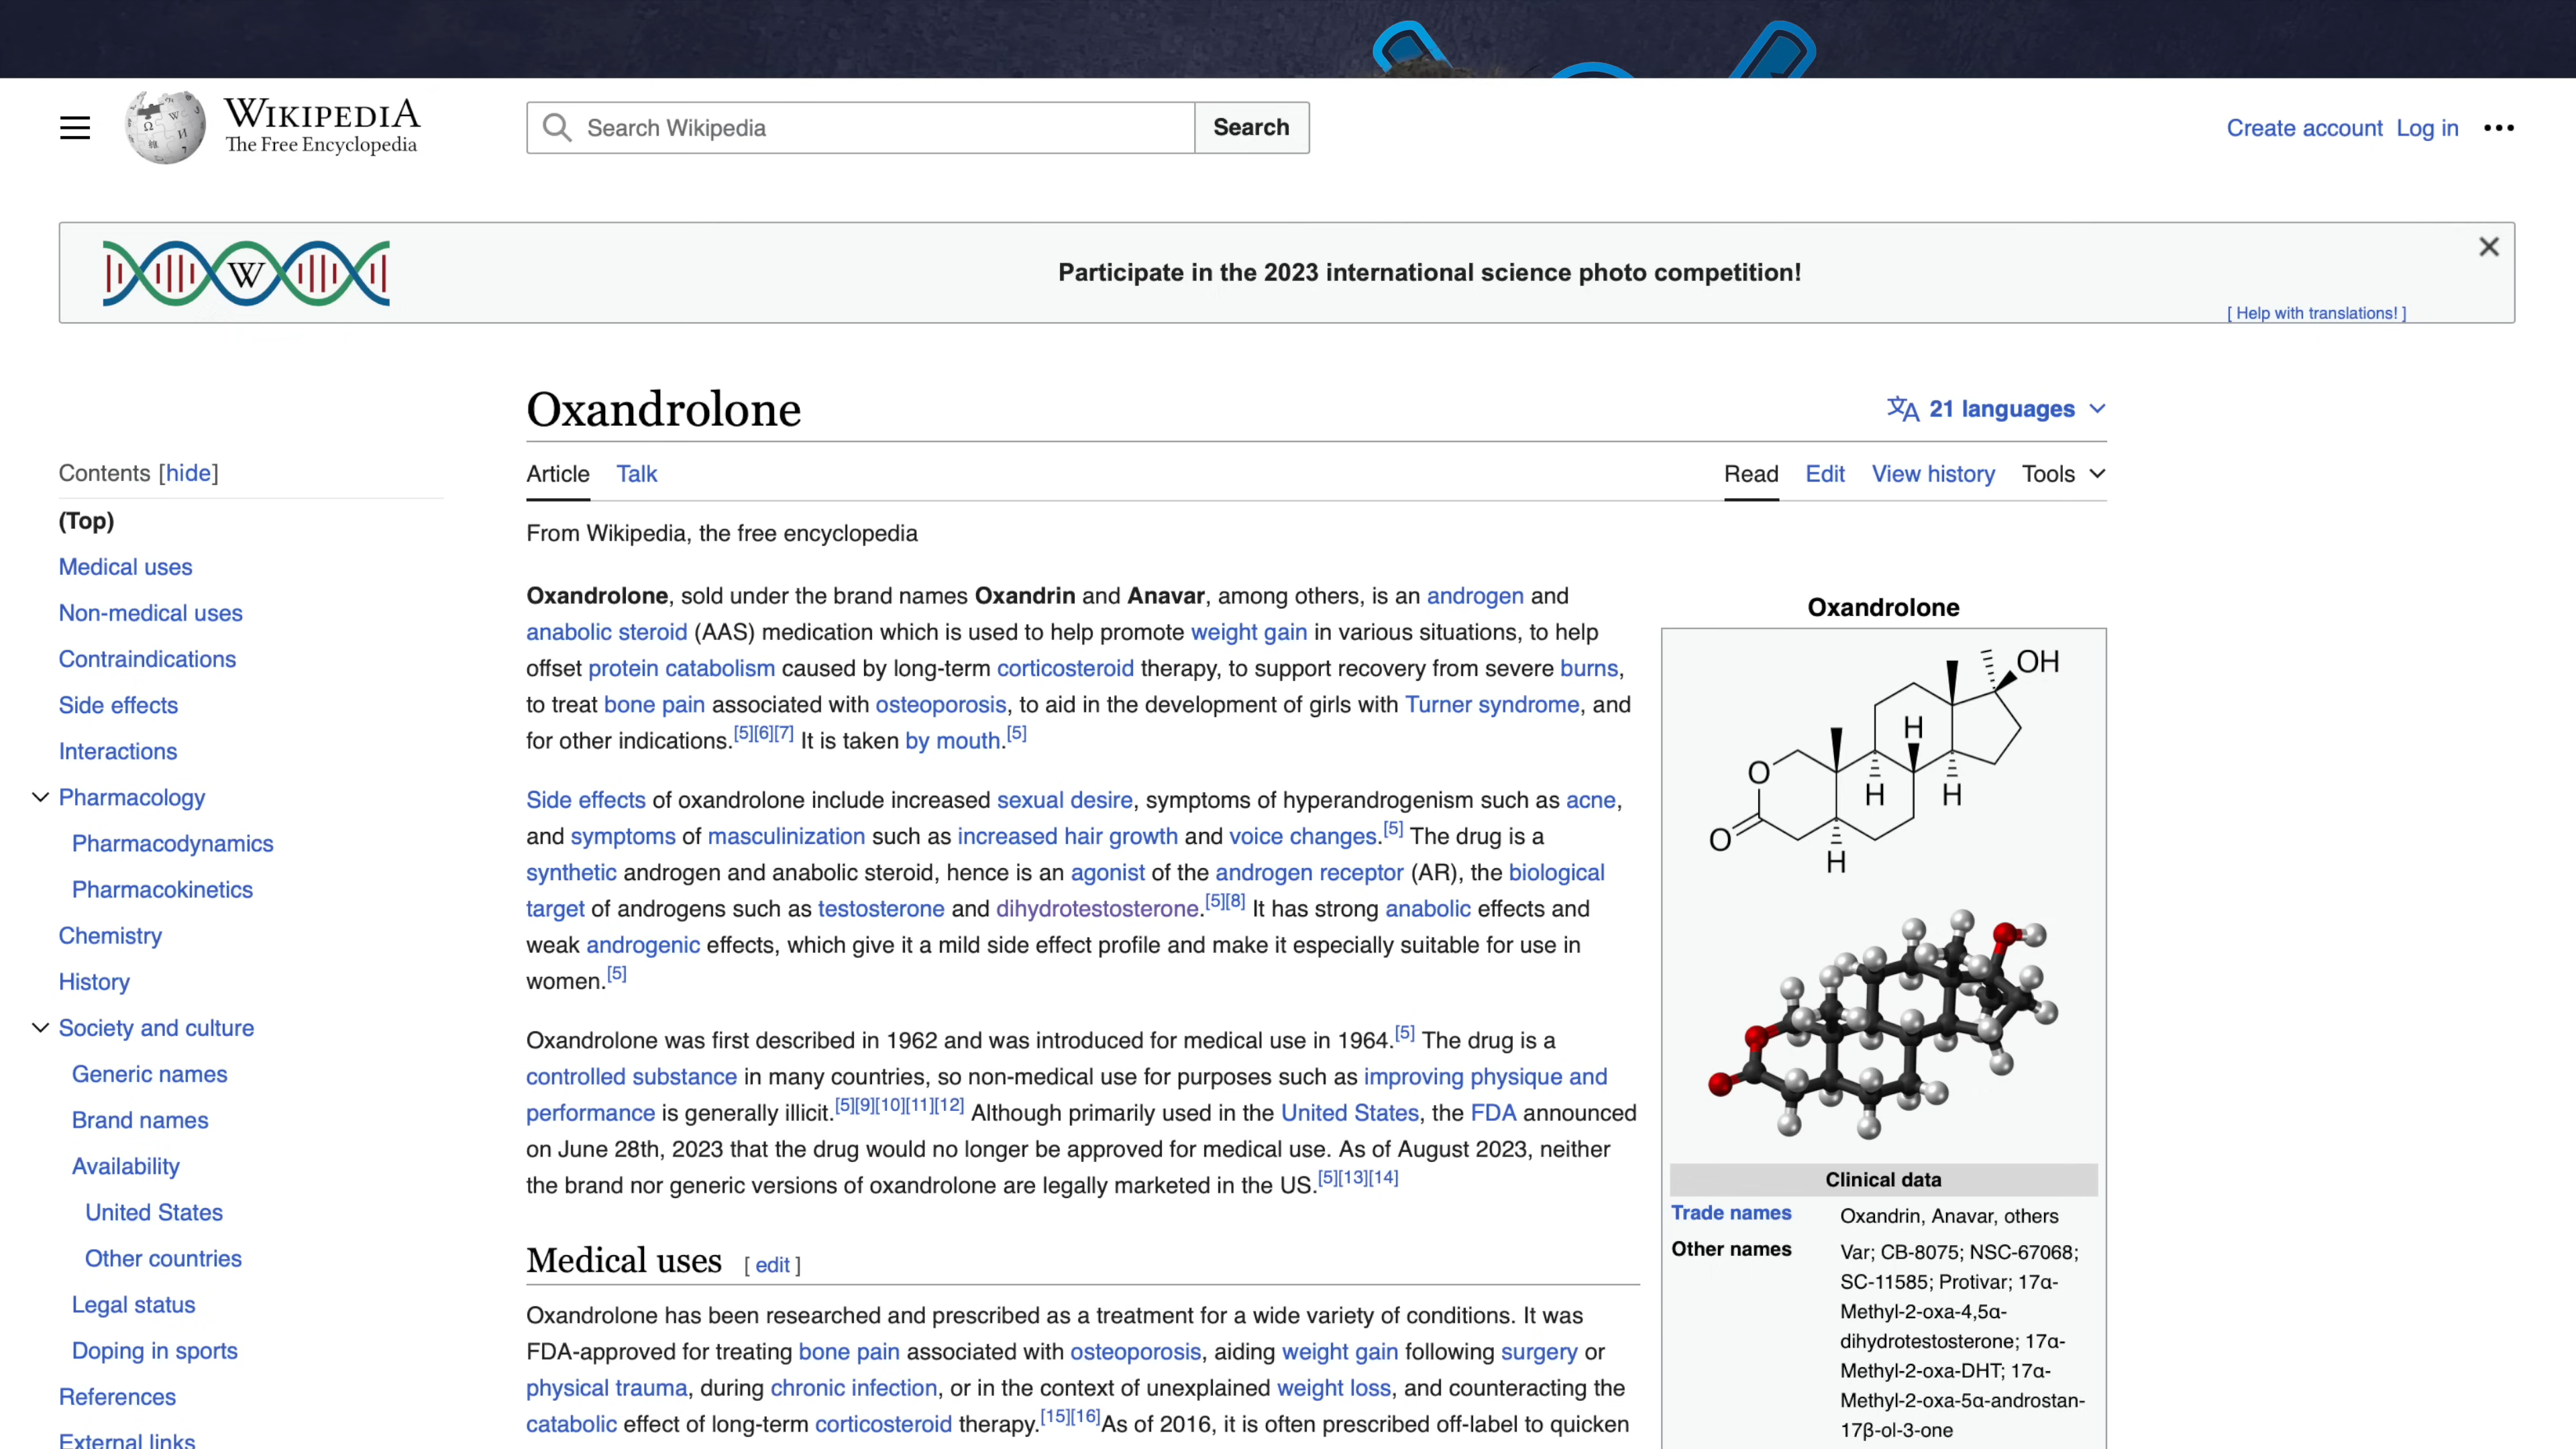 WIKIPEDIA
The Free Encyclopedia
Search Wikipedia
Search
Create account Log in
W
Participate in the 2023 international science photo competition!
[ Help with translations! ]
Contents [hide]
(Top)
Medical uses
Non-medical uses
Contraindications
Side effects
Interactions
Pharmacology
Pharmacodynamics
Pharmacokinetics
Chemistry
History
Society and culture
Generic names
Brand names
Availability
United States
Other countries
Legal status
Doping in sports
References
External links
Oxandrolone
21 languages
Article Talk
Read Edit View history Tools
From Wikipedia, the free encyclopedia
Oxandrolone, sold under the brand names Oxandrin and Anavar, among others, is an androgen and
anabolic steroid (AAS) medication which is used to help promote weight gain in various situations, to help
offset protein catabolism caused by long-term corticosteroid therapy, to support recovery from severe burns,
to treat bone pain associated with osteoporosis, to aid in the development of girls with Turner syndrome, and
for other indications.[5][6][7] It is taken by mouth.[5]
Side effects of oxandrolone include increased sexual desire, symptoms of hyperandrogenism such as acne,
and symptoms of masculinization such as increased hair growth and voice changes.[5] The drug is a
synthetic androgen and anabolic steroid, hence is an agonist of the androgen receptor (AR), the biological
target of androgens such as testosterone and dihydrotestosterone.[5][8] It has strong anabolic effects and
weak androgenic effects, which give it a mild side effect profile and make it especially suitable for use in
women.[5]
Oxandrolone was first described in 1962 and was introduced for medical use in 1964.[5] The drug is a
controlled substance in many countries, so non-medical use for purposes such as improving physique and
performance is generally illicit.[5][9][10][11][12] Although primarily used in the United States, the FDA announced
on June 28th, 2023 that the drug would no longer be approved for medical use. As of August 2023, neither
the brand nor generic versions of oxandrolone are legally marketed in the US.[5][13][14]
Medical uses [ edit ]
Oxandrolone has been researched and prescribed as a treatment for a wide variety of conditions. It was
FDA-approved for treating bone pain associated with osteoporosis, aiding weight gain following surgery or
physical trauma, during chronic infection, or in the context of unexplained weight loss, and counteracting the
catabolic effect of long-term corticosteroid therapy.[15][16]As of 2016, it is often prescribed off-label to quicken
Oxandrolone
OH
H
O
H H
O
H
Clinical data
Trade names Oxandrin, Anavar, others
Other names Var; CB-8075; NSC-67068;
SC-11585; Protivar; 17α-
Methyl-2-oxa-4,5α-
dihydrotestosterone; 17α-
Methyl-2-oxa-DHT; 17α-
Methyl-2-oxa-5α-androstan-
17β-ol-3-one